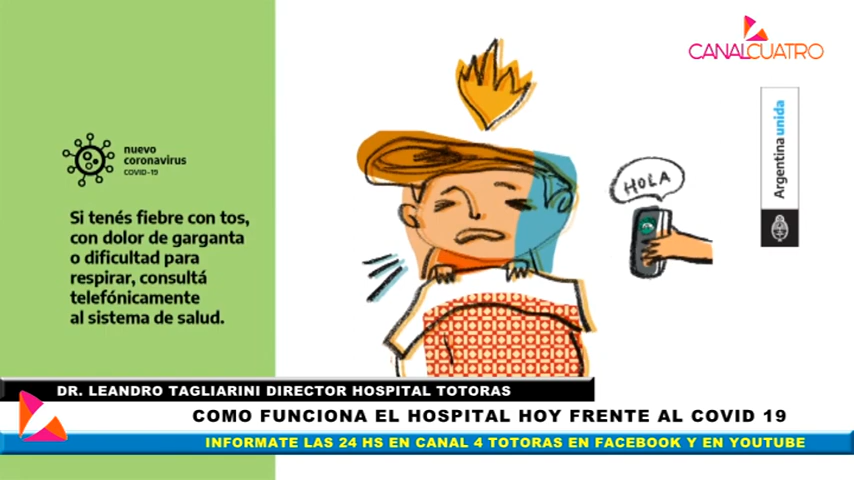 CANALCUATRO
Argentina unida
nuevo
coronavirus
COVID-19
Si tenés fiebre con tos,
con dolor de garganta
o dificultad para
respirar, consultá
telefónicamente
al sistema de salud.
HOLA
DR. LEANDRO TAGLIARINI DIRECTOR HOSPITAL TOTORAS
COMO FUNCIONA EL HOSPITAL HOY FRENTE AL COVID 19
INFORMATE LAS 24 HS EN CANAL 4 TOTORAS EN FACEBOOK Y EN YOUTUBE